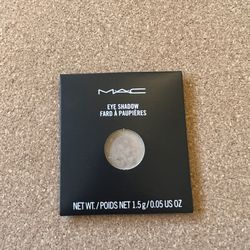 MAC
EYE SHADOW
FARD À PAUPIÈRES
NET WT. / POIDS NET 1.5 g / 0.05 US OZ